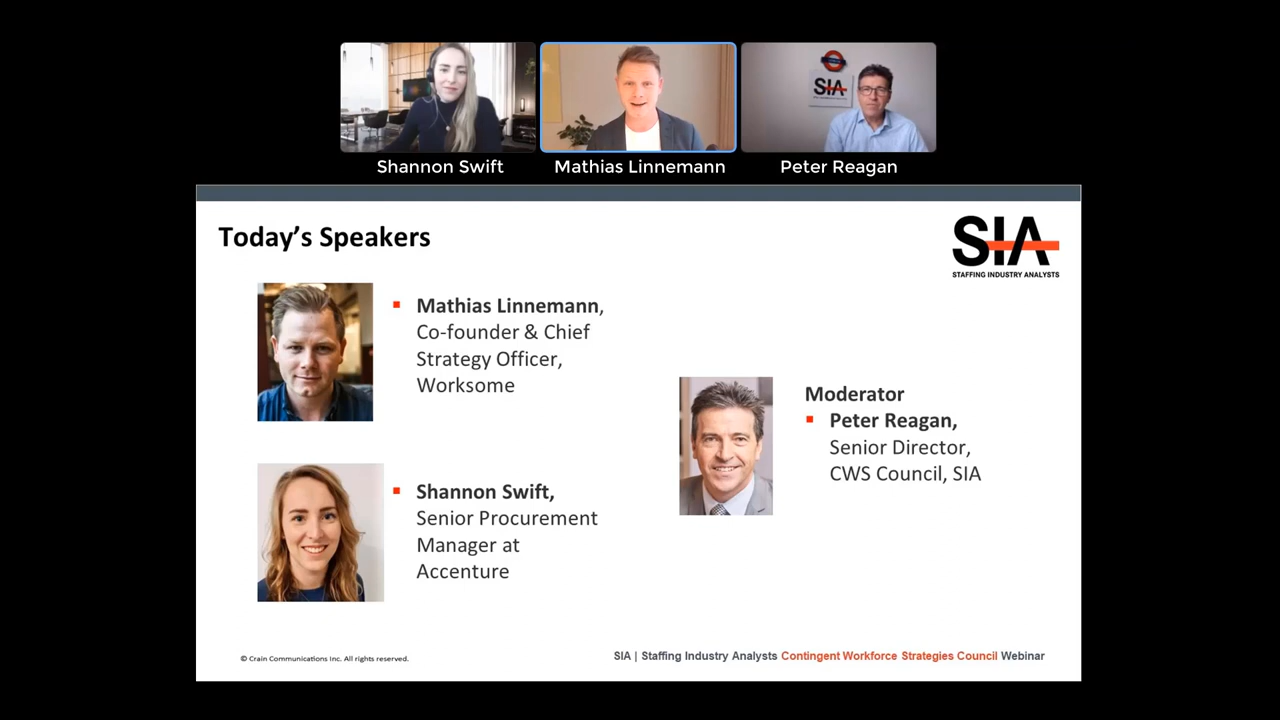 SIA
Shannon Swift
Mathias Linnemann
Peter Reagan
Today's Speakers
SIA
STAFFING INDUSTRY ANALYSTS
Mathias Linnemann,
Co-founder & Chief
Strategy Officer,
Worksome
Shannon Swift,
Senior Procurement
Manager at
Accenture
Moderator
Peter Reagan,
Senior Director,
CWS Council, SIA
© Crain Communications Inc. All rights reserved.
SIA | Staffing Industry Analysts Contingent Workforce Strategies Council Webinar